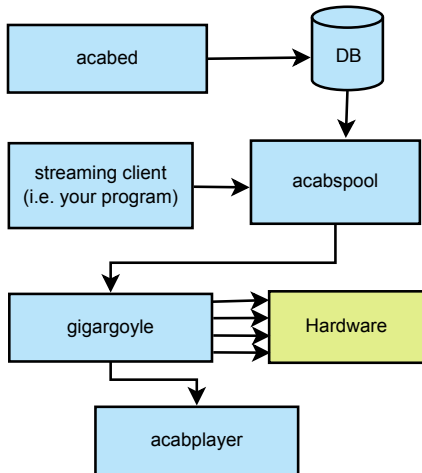 acabed
DB
streaming client
(i.e. your program)
acabspool
gigargoyle
Hardware
acabplayer